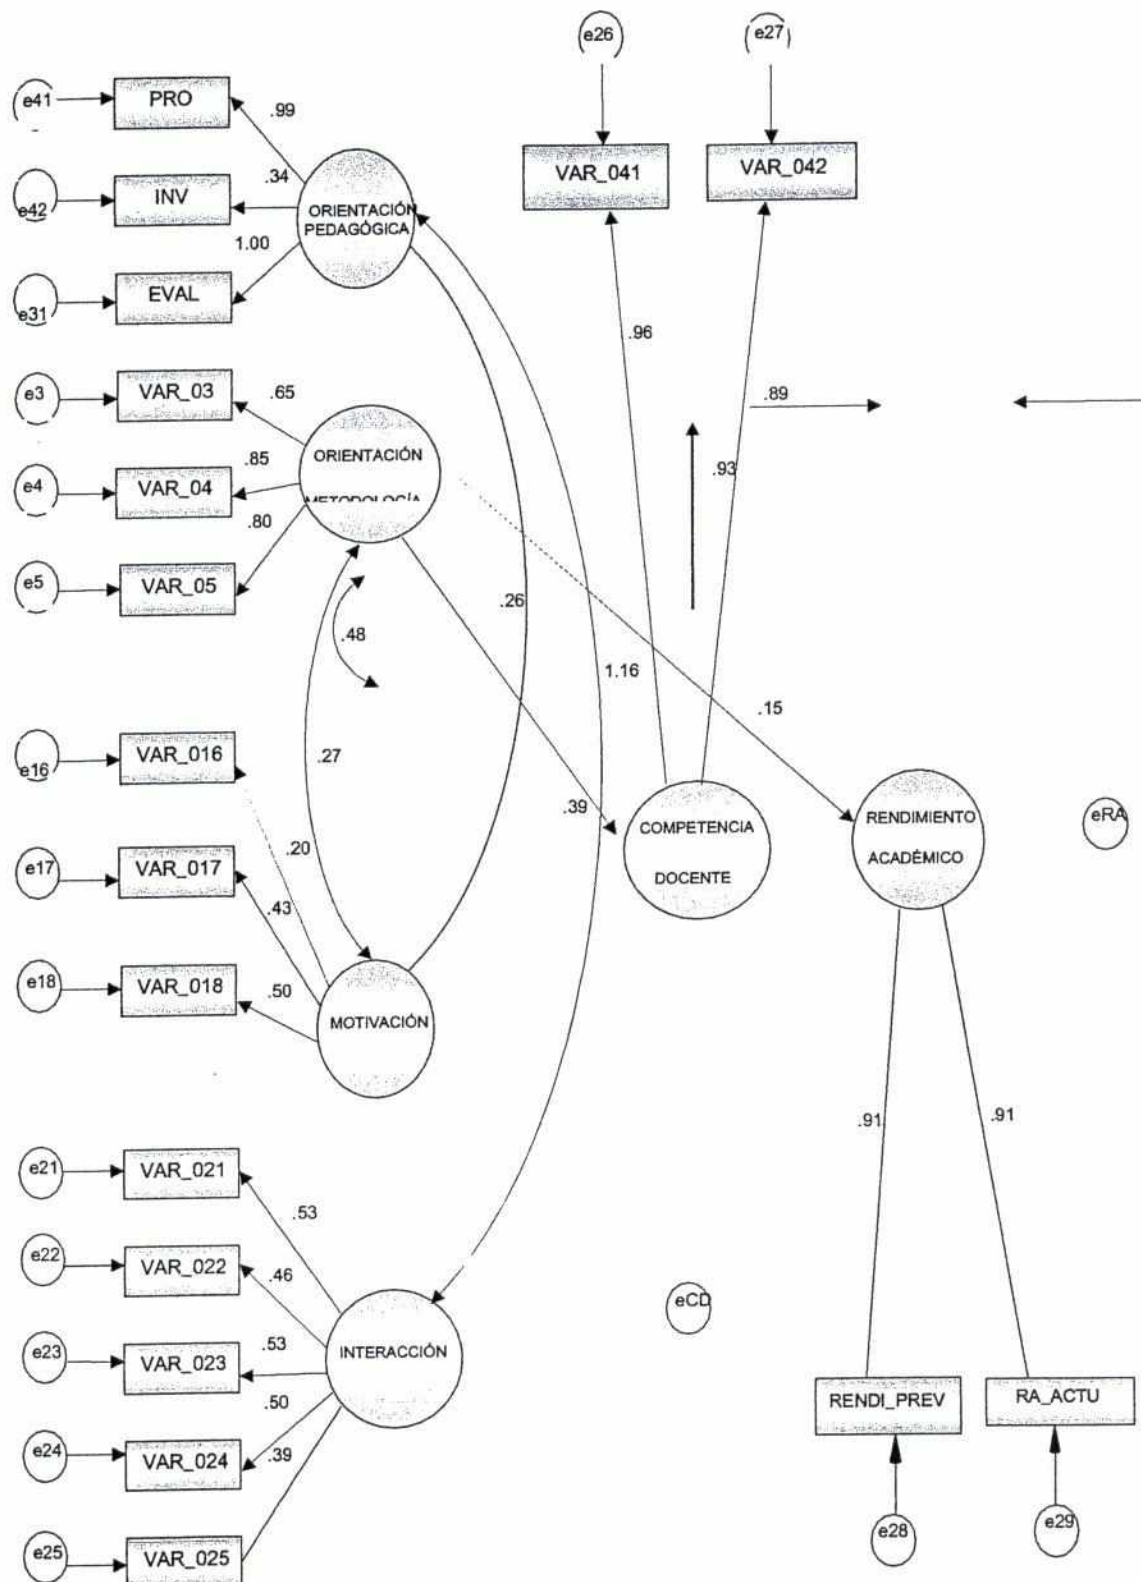 e26
e27
e41
PRO
.99
VAR_041
VAR_042
e42
INV
.34
ORIENTACIÓN
PEDAGÓGICA
1.00
e31
EVAL
.96
e3
VAR_03
.65
.89
ORIENTACIÓN
METODOLOGÍA
.85
e4
VAR_04
.93
.80
e5
VAR_05
.26
.48
1.16
.15
e16
VAR_016
.27
.39
COMPETENCIA
DOCENTE
RENDIMIENTO
ACADÉMICO
eRA
.20
e17
VAR_017
.43
e18
VAR_018
.50
MOTIVACIÓN
.91
.91
e21
VAR_021
.53
e22
VAR_022
.46
eCD
e23
VAR_023
.53
INTERACCIÓN
.50
RENDI_PREV
RA_ACTU
e24
VAR_024
.39
e28
e29
e25
VAR_025